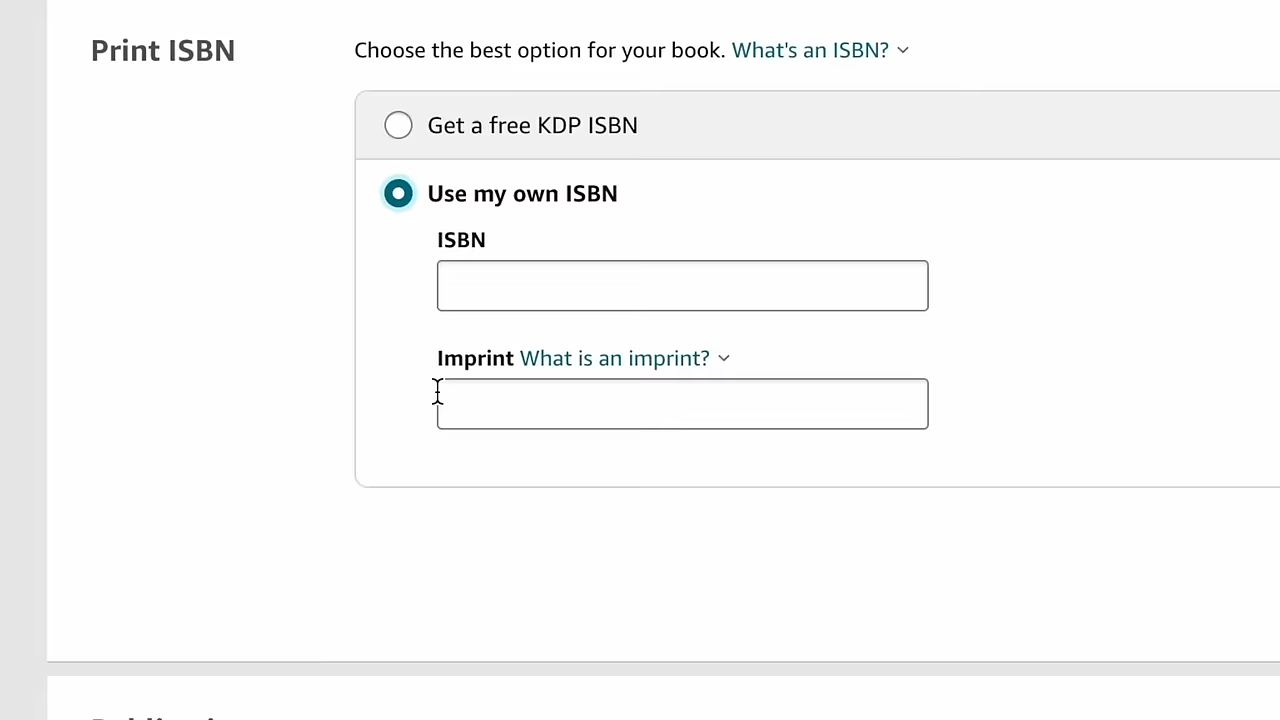 Print ISBN
Choose the best option for your book. What's an ISBN?
Get a free KDP ISBN
Use my own ISBN
ISBN
Imprint What is an imprint?